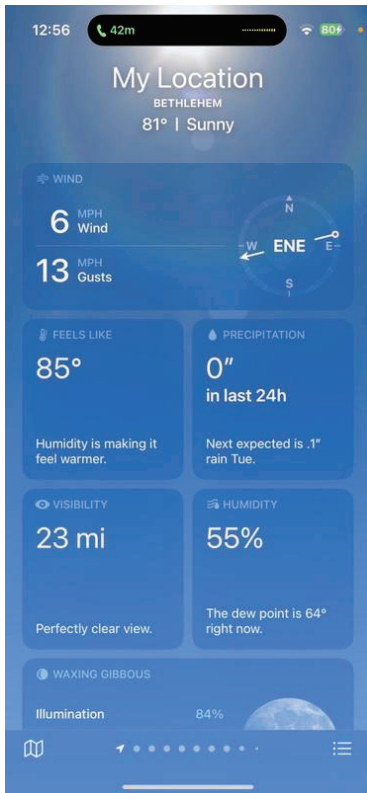 12:56
42m
80
My Location
BETHLEHEM
81° | Sunny
WIND
6 MPH Wind
13 MPH Gusts
N
W ENE E
S
FEELS LIKE
85°
Humidity is making it
feel warmer.
PRECIPITATION
0”
in last 24h
Next expected is .1”
rain Tue.
VISIBILITY
23 mi
Perfectly clear view.
HUMIDITY
55%
The dew point is 64°
right now.
WAXING GIBBOUS
Illumination 84%